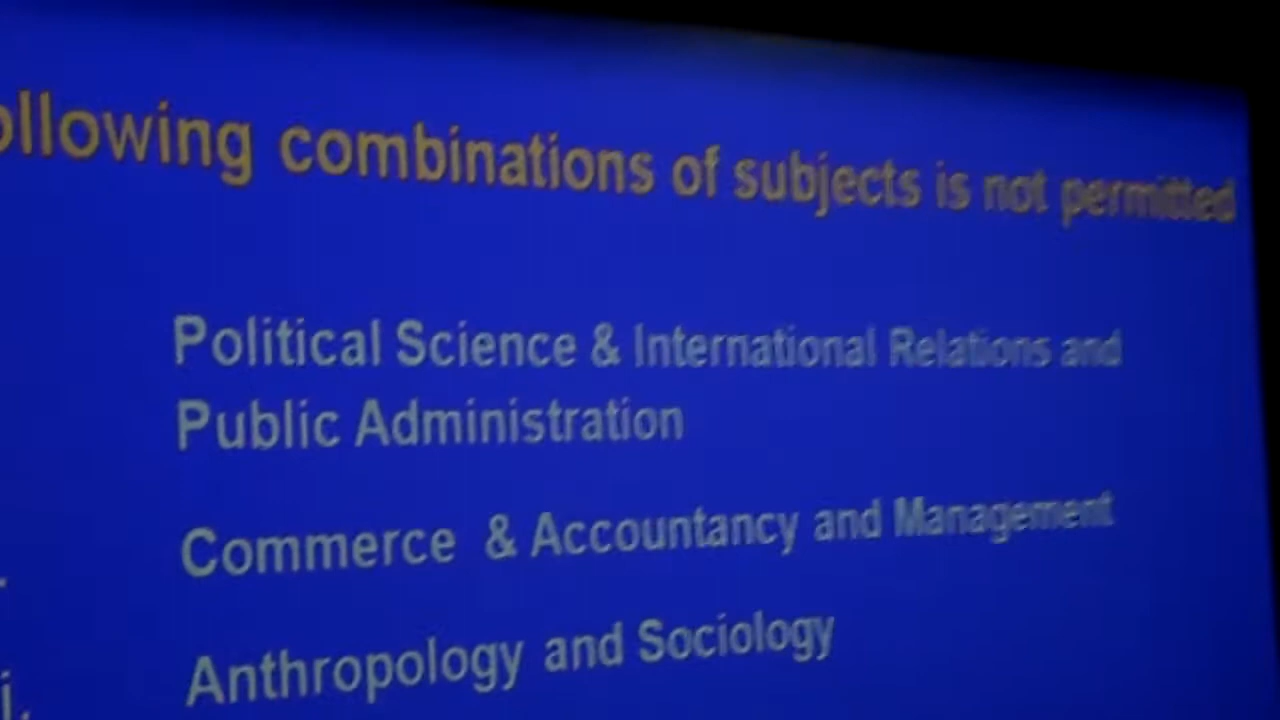 ollowing combinations of subjects is not permitted
Political Science & International Relations and
Public Administration
Commerce & Accountancy and Management
Anthropology and Sociology